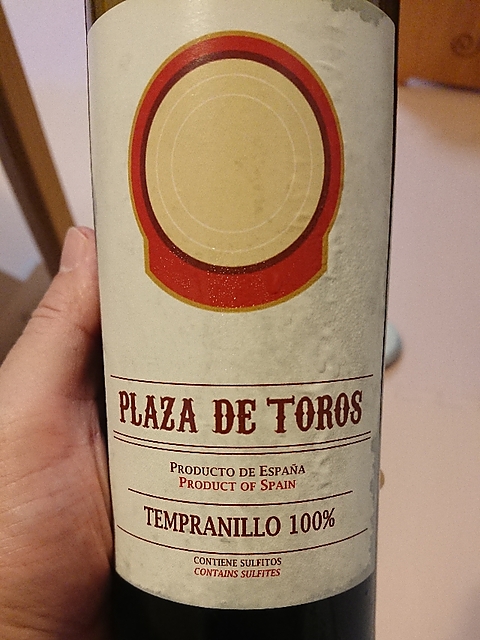 PLAZA DE TOROS
PRODUCTO DE ESPAÑA
PRODUCT OF SPAIN
TEMPRANILLO 100%
CONTIENE SULFITOS
CONTAINS SULFITES